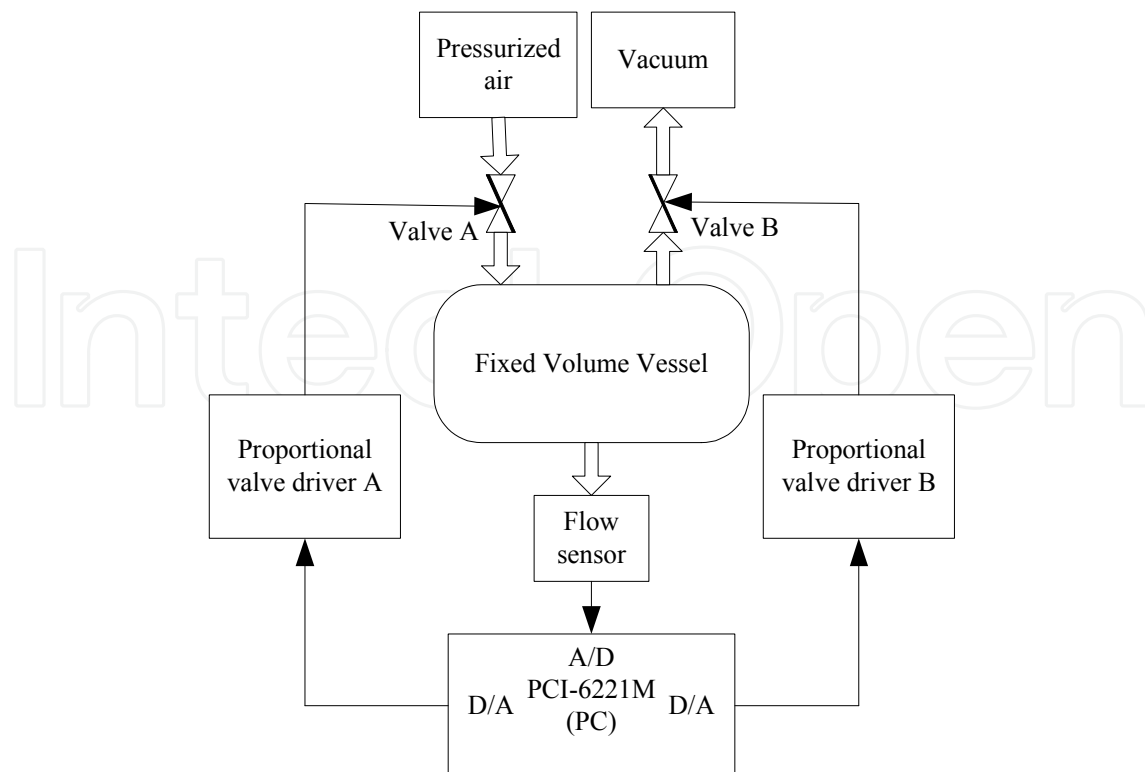 Pressurized
air
Vacuum
Valve A
Valve B
IntechOpen
Fixed Volume Vessel
Proportional
valve driver A
Proportional
valve driver B
Flow
sensor
A/D
PCI-6221M
(PC)
D/A
D/A